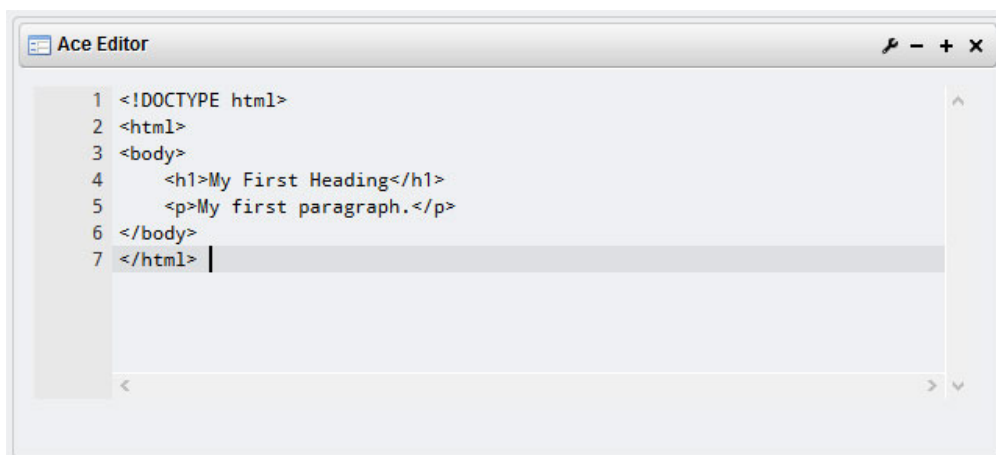 Ace Editor
1 <!DOCTYPE html>
2 <html>
3 <body>
4     <h1>My First Heading</h1>
5     <p>My first paragraph.</p>
6 </body>
7 </html>